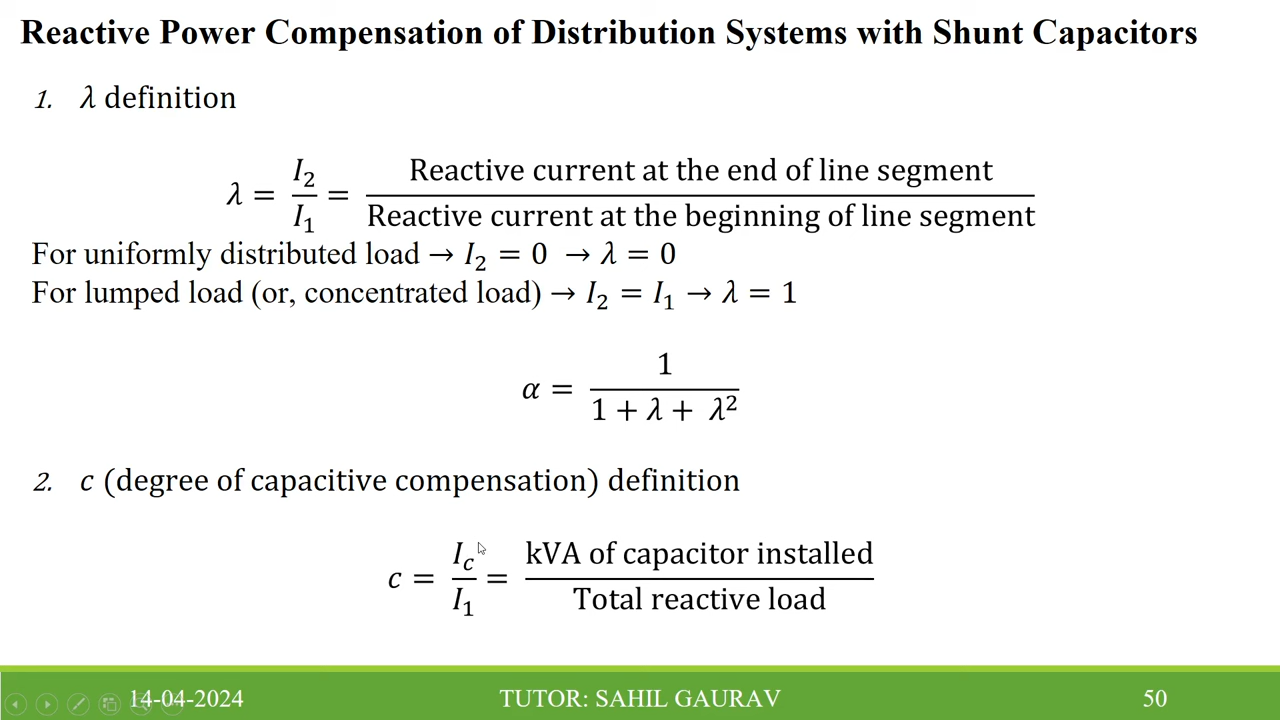 Reactive Power Compensation of Distribution Systems with Shunt Capacitors
1. λ definition
λ = I₂/I₁ = Reactive current at the end of line segment / Reactive current at the beginning of line segment
For uniformly distributed load → I₂ = 0 → λ = 0
For lumped load (or, concentrated load) → I₂ = I₁ → λ = 1
α = 1 / (1 + λ + λ²)
2. c (degree of capacitive compensation) definition
c = I_c/I₁ = kVA of capacitor installed / Total reactive load
14-04-2024 TUTOR: SAHIL GAURAV 50